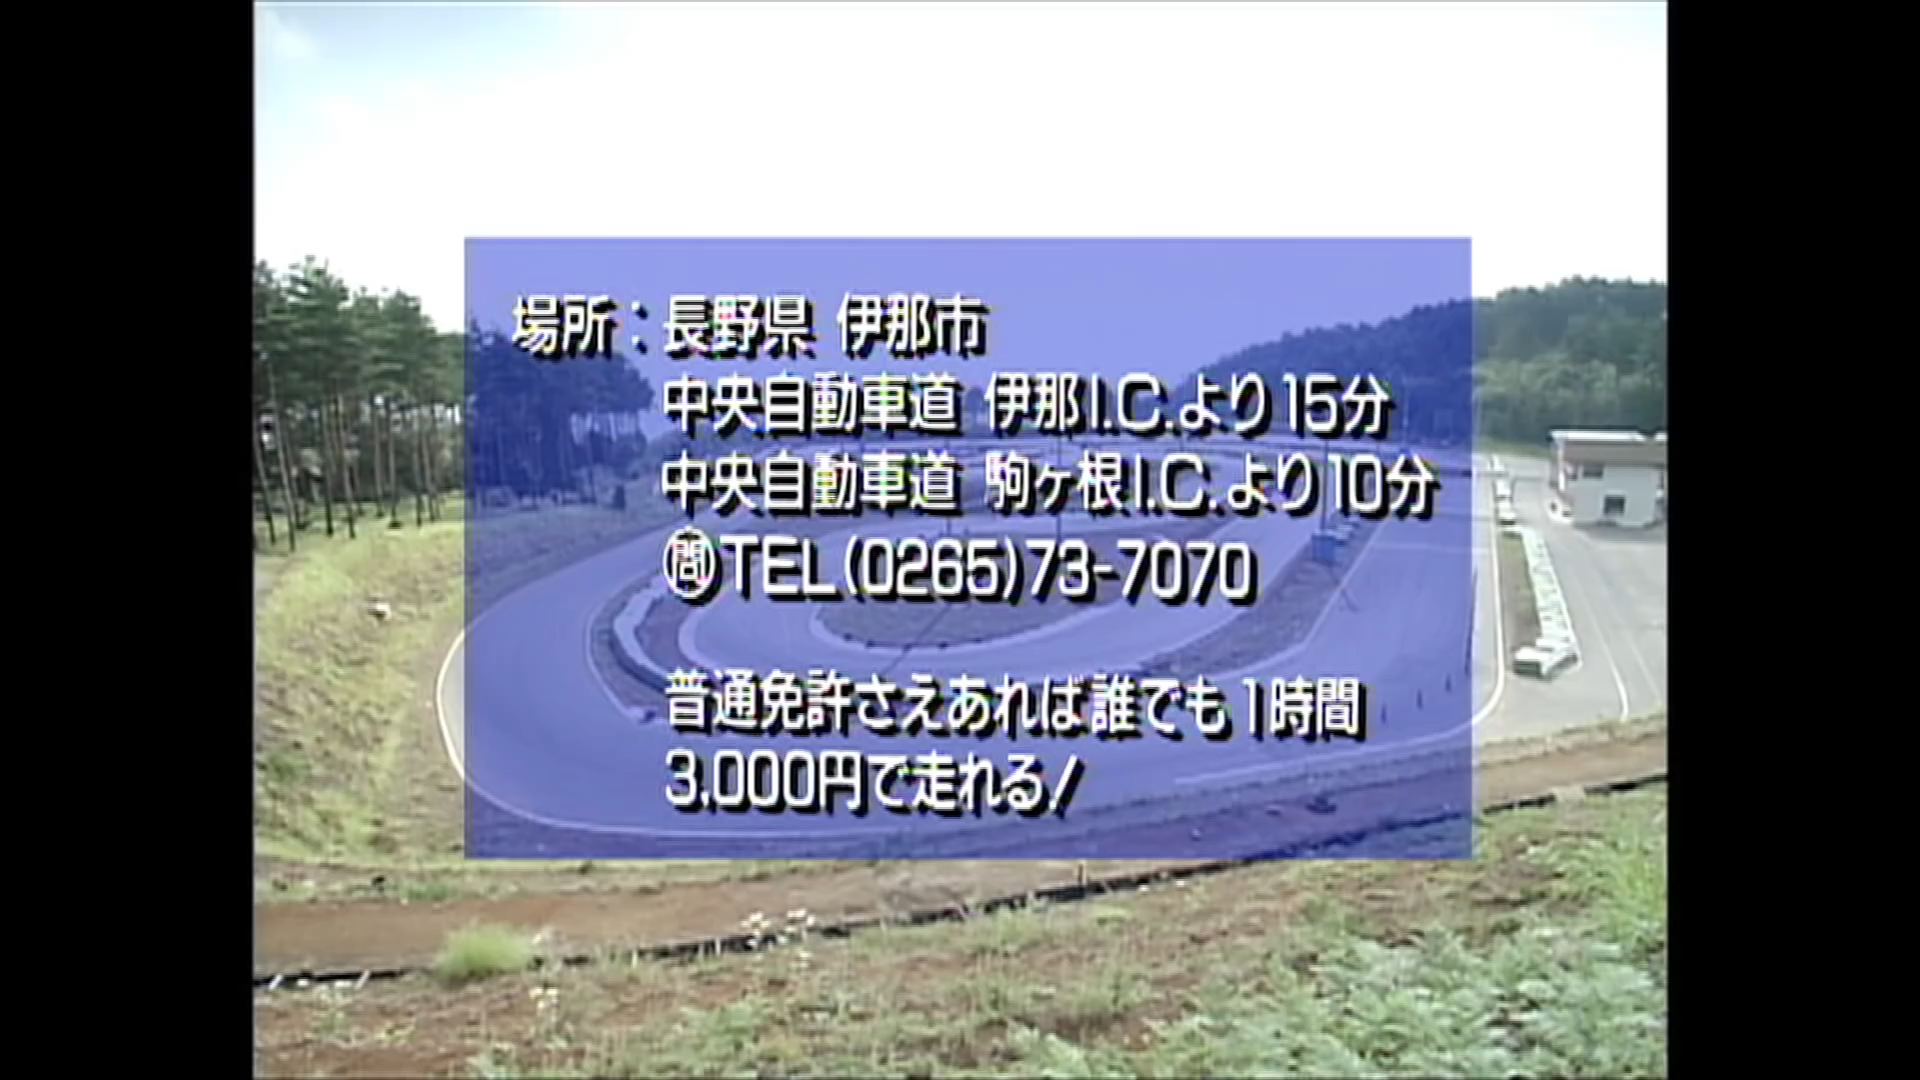 場所：長野県 伊那市
中央自動車道 伊那I.C.より15分
中央自動車道 駒ヶ根I.C.より10分
㉄TEL(0265)73-7070
普通免許さえあれば誰でも1時間
3,000円で走れる！